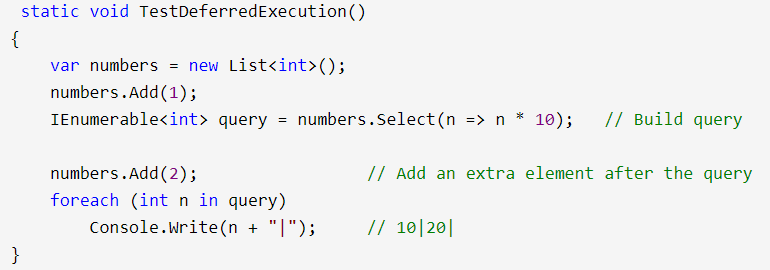 static void TestDeferredExecution()
{
    var numbers = new List<int>();
    numbers.Add(1);
    IEnumerable<int> query = numbers.Select(n => n * 10);   // Build query

    numbers.Add(2);                 // Add an extra element after the query
    foreach (int n in query)
        Console.Write(n + "|");     // 10|20|
}